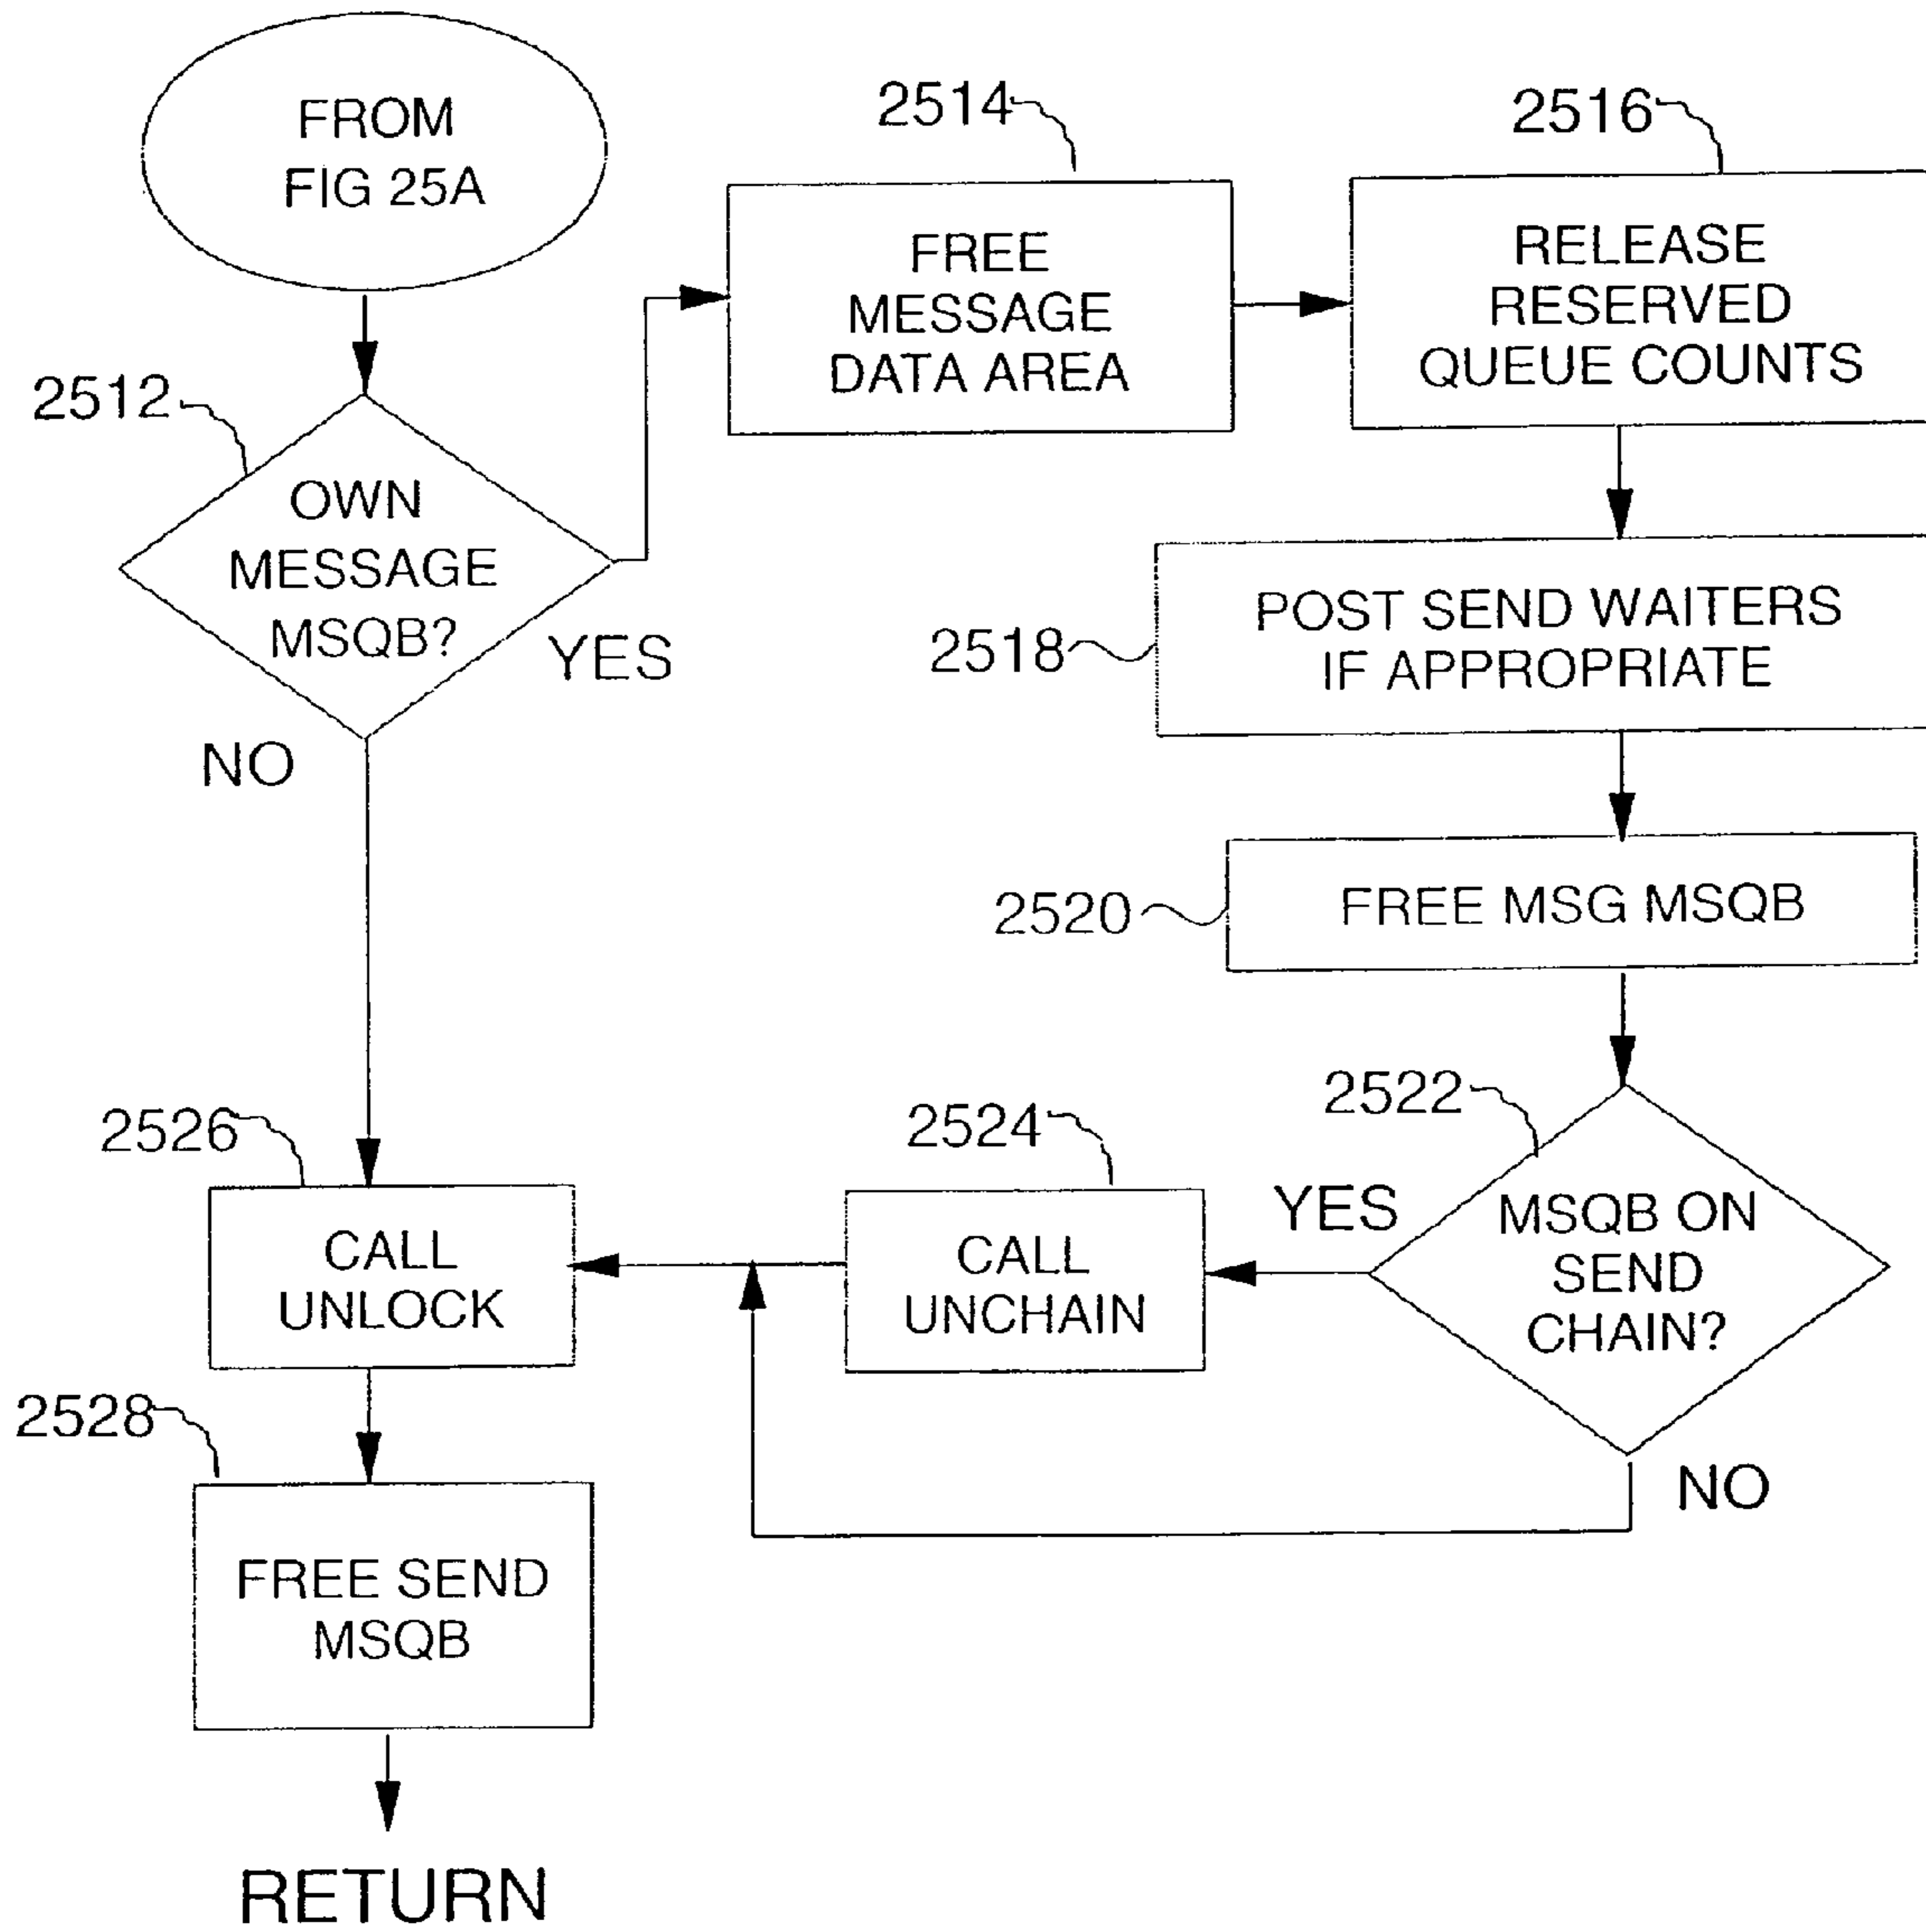 FROM
FIG 25A
2512
OWN
MESSAGE
MSQB?
YES
NO
2514
FREE
MESSAGE
DATA AREA
2516
RELEASE
RESERVED
QUEUE COUNTS
2518
POST SEND WAITERS
IF APPROPRIATE
2520
FREE MSG MSQB
2522
MSQB ON
SEND
CHAIN?
YES
NO
2524
CALL
UNCHAIN
2526
CALL
UNLOCK
2528
FREE SEND
MSQB
RETURN